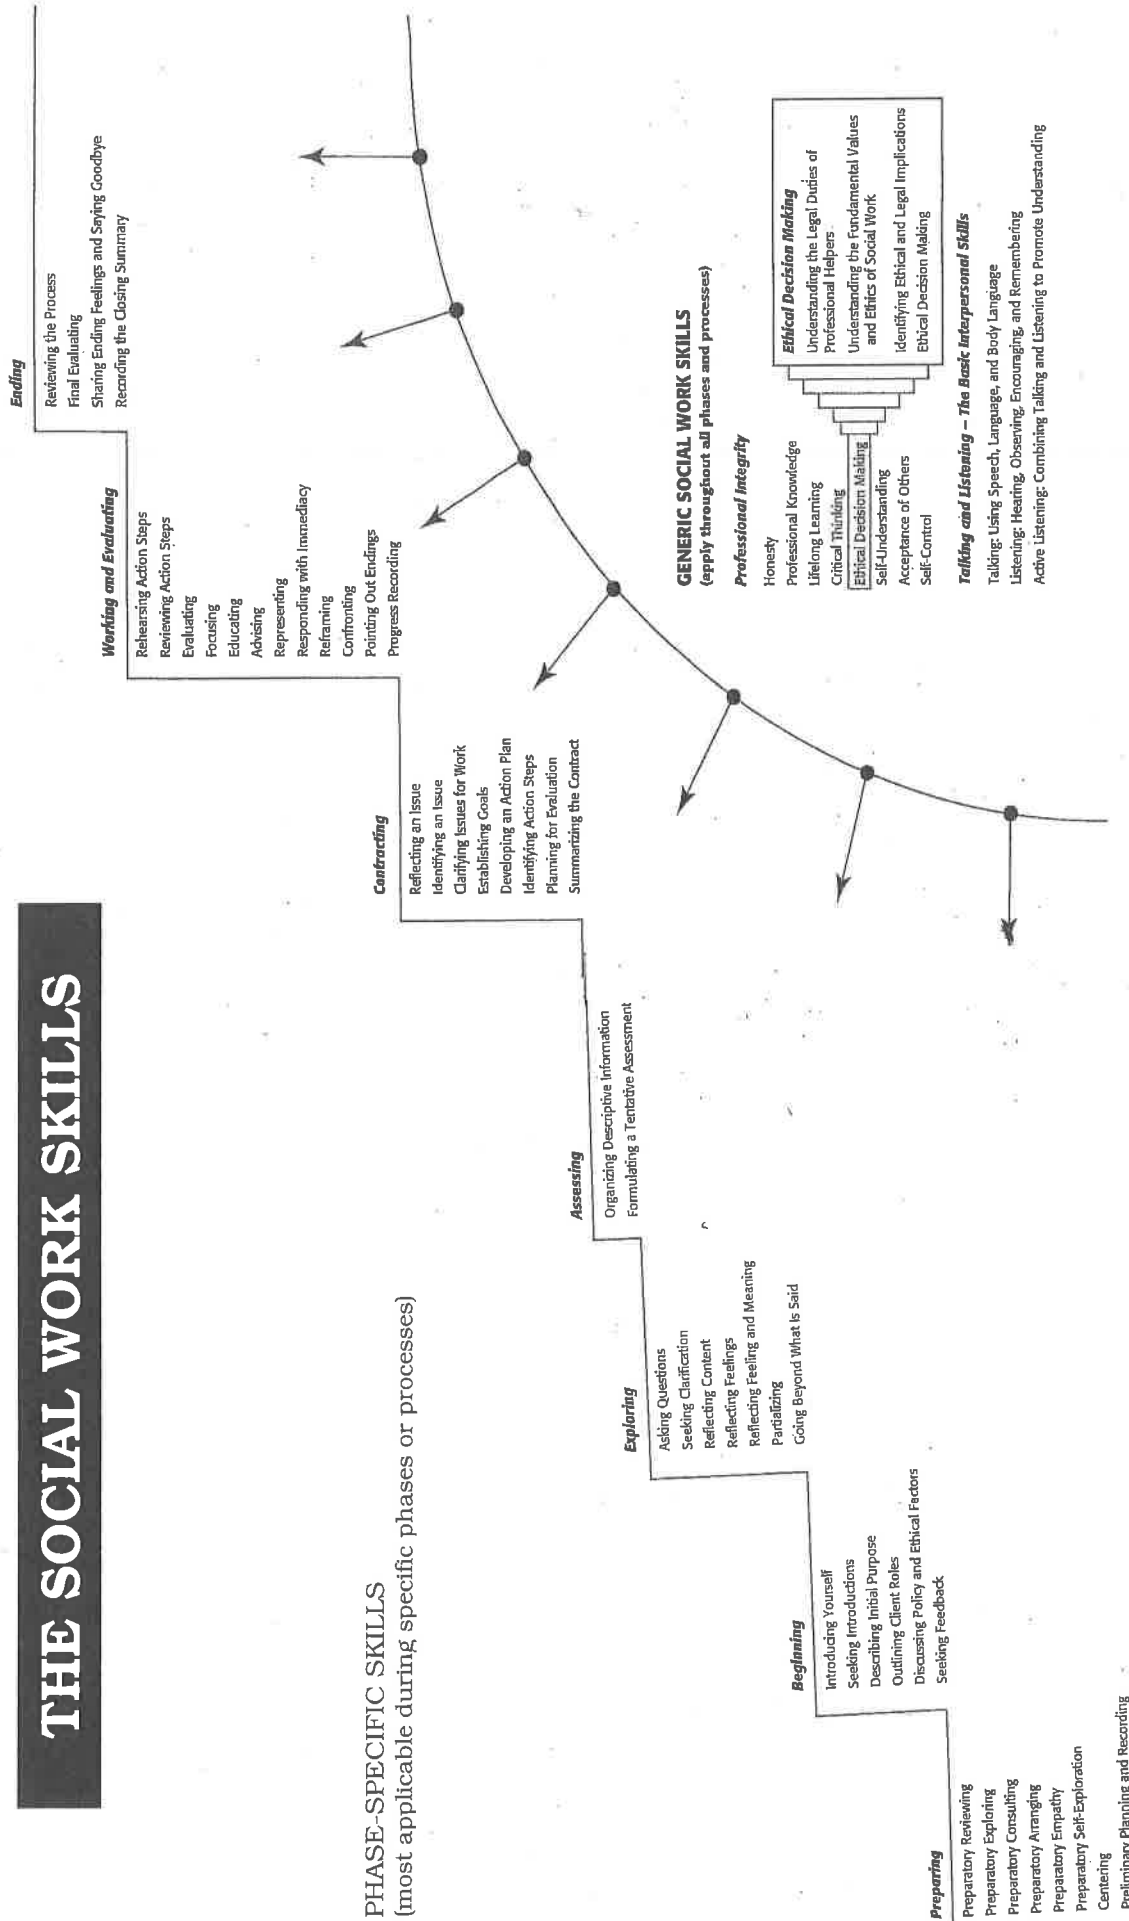 THE SOCIAL WORK SKILLS
PHASE-SPECIFIC SKILLS
(most applicable during specific phases or processes)
Preparing
Preparatory Reviewing
Preparatory Exploring
Preparatory Consulting
Preparatory Arranging
Preparatory Empathy
Preparatory Self-Exploration
Centering
Preliminary Planning and Recording
Beginning
Introducing Yourself
Seeking Introductions
Describing Initial Purpose
Outlining Client Roles
Discussing Policy and Ethical Factors
Seeking Feedback
Exploring
Asking Questions
Seeking Clarification
Reflecting Content
Reflecting Feelings
Reflecting Feeling and Meaning
Partializing
Going Beyond What Is Said
Assessing
Organizing Descriptive Information
Formulating a Tentative Assessment
Contracting
Reflecting an Issue
Identifying an Issue
Clarifying Issues for Work
Establishing Goals
Developing an Action Plan
Identifying Action Steps
Planning for Evaluation
Summarizing the Contract
Working and Evaluating
Rehearsing Action Steps
Reviewing Action Steps
Evaluating
Focusing
Educating
Advising
Representing
Responding with Immediacy
Reframing
Confronting
Pointing Out Endings
Progress Recording
Ending
Reviewing the Process
Final Evaluating
Sharing Ending Feelings and Saying Goodbye
Recording the Closing Summary
GENERIC SOCIAL WORK SKILLS
(apply throughout all phases and processes)
Professional Integrity
Honesty
Professional Knowledge
Lifelong Learning
Critical Thinking
Ethical Decision Making
Self-Understanding
Acceptance of Others
Self-Control
Ethical Decision Making
Understanding the Legal Duties of
Professional Helpers
Understanding the Fundamental Values
and Ethics of Social Work
Identifying Ethical and Legal Implications
Ethical Decision Making
Talking and Listening – The Basic Interpersonal Skills
Talking: Using Speech, Language, and Body Language
Listening: Hearing, Observing, Encouraging, and Remembering
Active Listening: Combining Talking and Listening to Promote Understanding